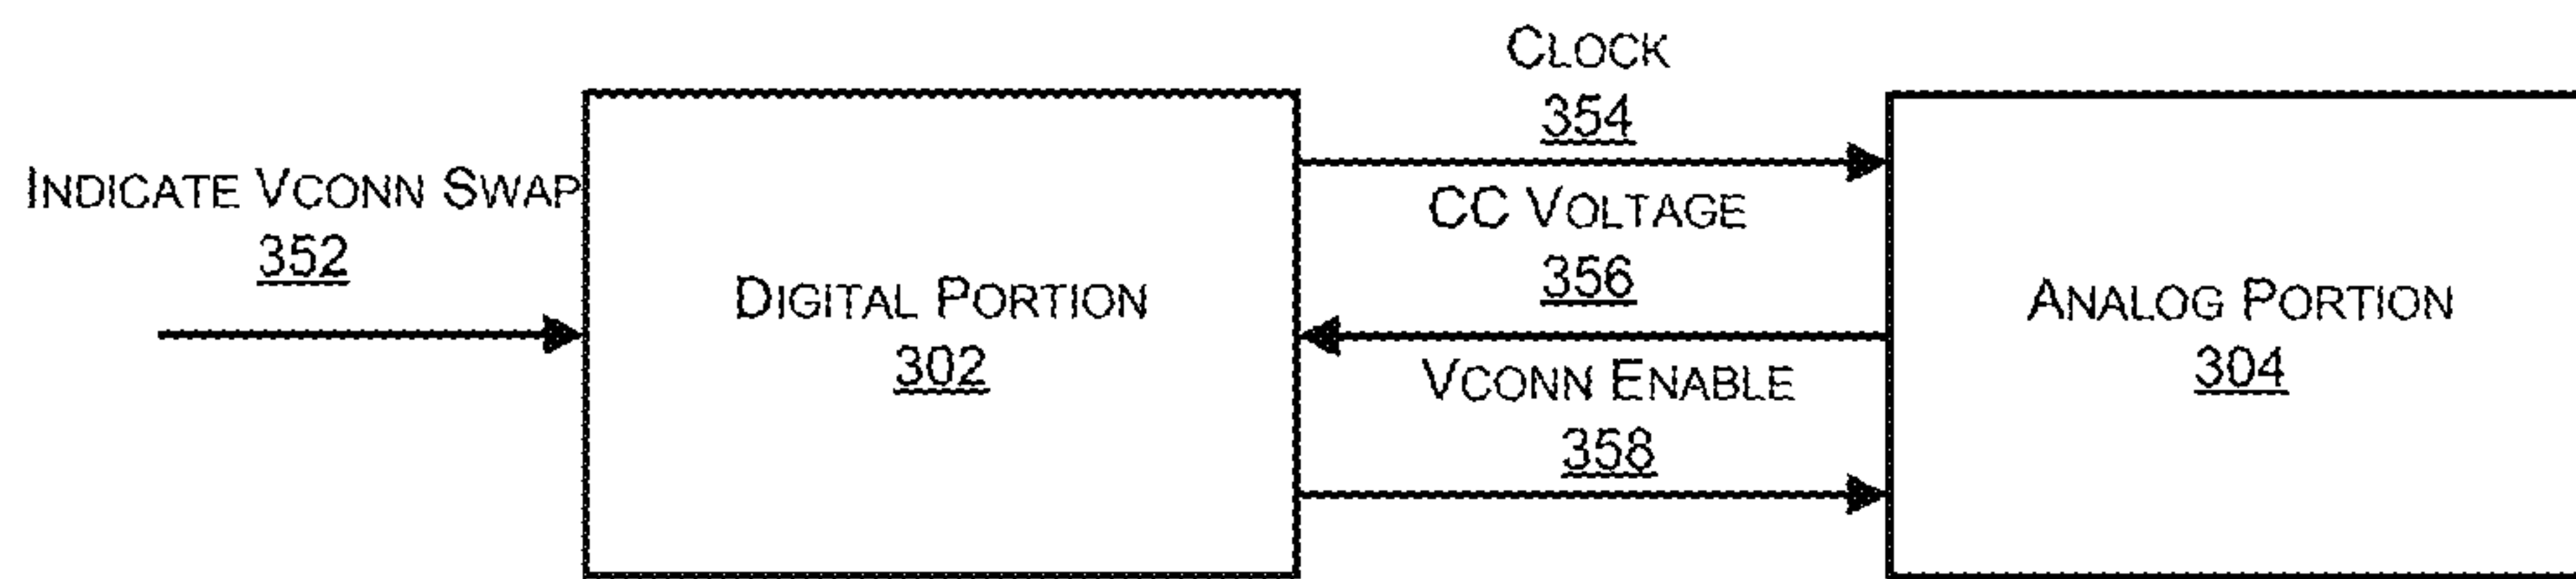 INDICATE VCONN SWAP
352
DIGITAL PORTION
302
CLOCK
354
CC VOLTAGE
356
VCONN ENABLE
358
ANALOG PORTION
304